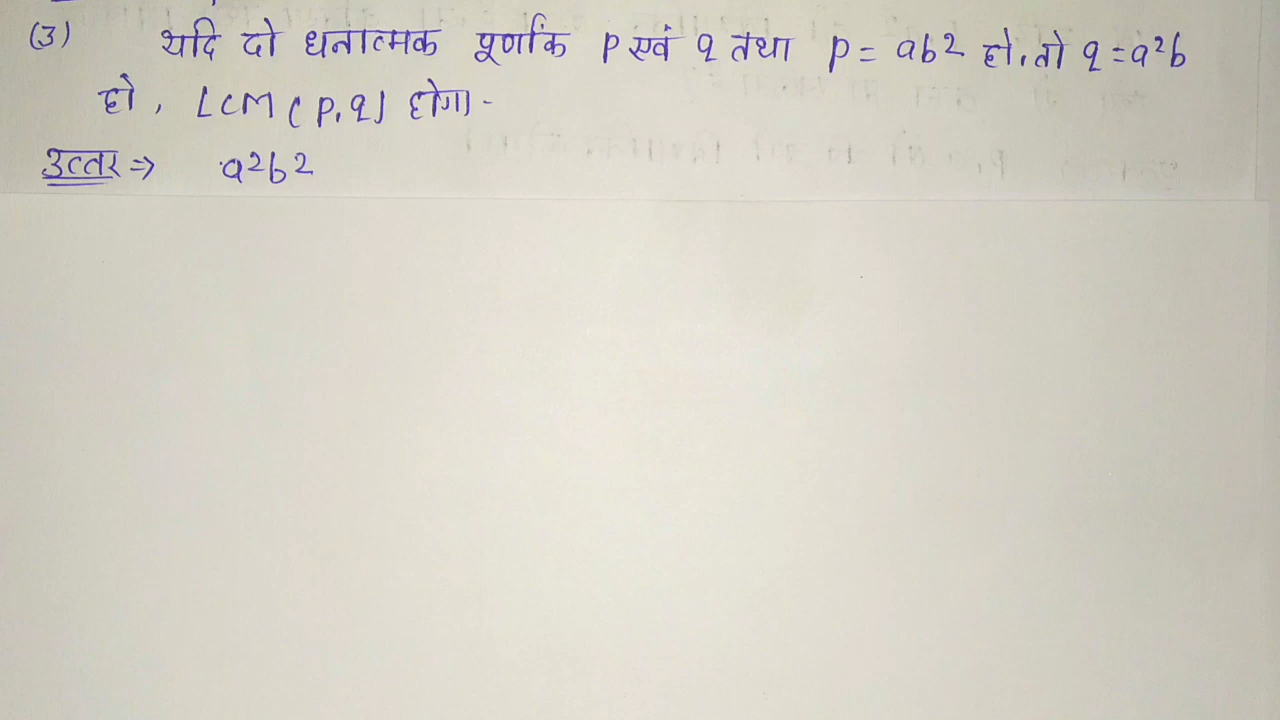 (3) यदि दो धनात्मक पूर्णांक p एवं q तथा p = ab2 हो, तो q = a2b
हो, LCM (p,q) होगा -
उत्तर ⇒ a2b2